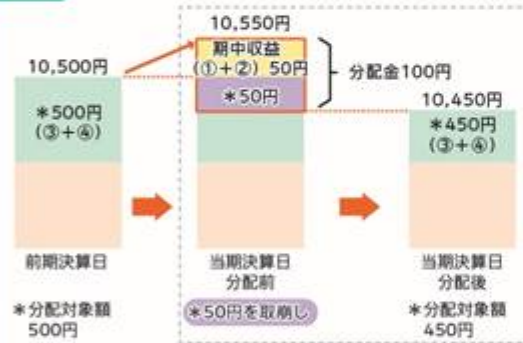 10,550円
期中収益
(①+②) 50円
*50円
分配金100円
10,500円
*500円
(③+④)
10,450円
*450円
(③+④)
前期決算日
当期決算日
分配前
当期決算日
分配後
*分配対象額
500円
*50円を取崩し
*分配対象額
450円